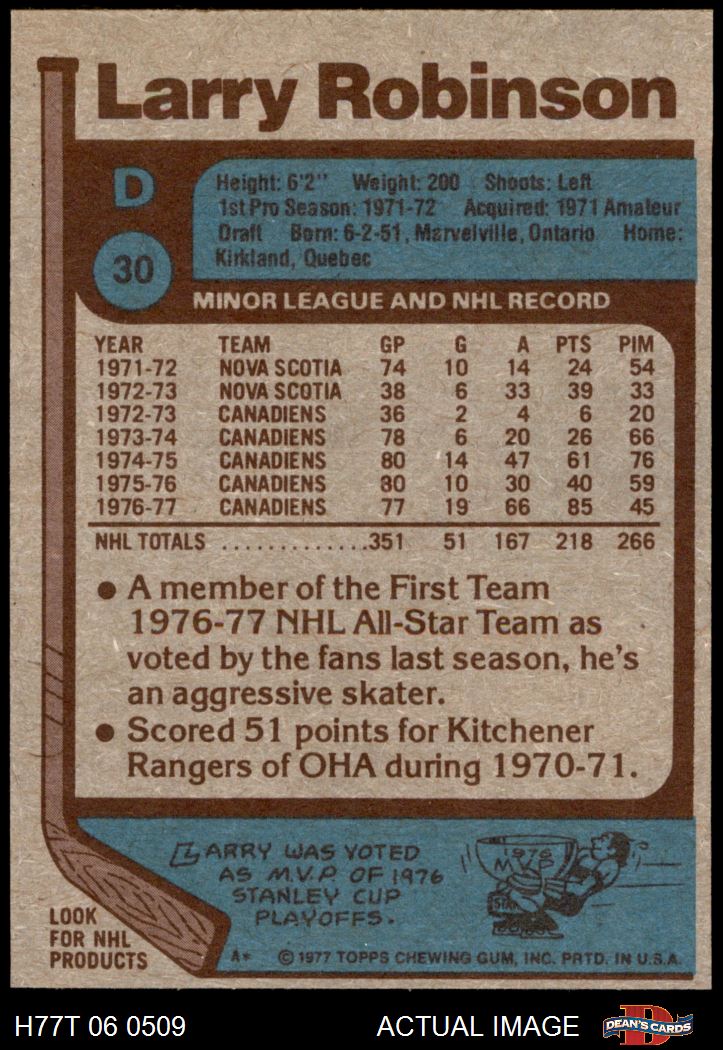 Larry Robinson
D
30
Height: 6'2" Weight: 200 Shoots: Left
1st Pro Season: 1971-72 Acquired: 1971 Amateur
Draft Born: 6-2-51, Marvelville, Ontario Home:
Kirkland, Quebec
MINOR LEAGUE AND NHL RECORD
YEAR TEAM GP G A PTS PIM
1971-72 NOVA SCOTIA 74 10 14 24 54
1972-73 NOVA SCOTIA 38 6 33 39 33
1972-73 CANADIENS 36 2 4 6 20
1973-74 CANADIENS 78 6 20 26 66
1974-75 CANADIENS 80 14 47 61 76
1975-76 CANADIENS 80 10 30 40 59
1976-77 CANADIENS 77 19 66 85 45
NHL TOTALS ..............351 51 167 218 266
• A member of the First Team
1976-77 NHL All-Star Team as
voted by the fans last season, he's
an aggressive skater.
• Scored 51 points for Kitchener
Rangers of OHA during 1970-71.
LARRY WAS VOTED
AS M.V.P. OF 1976
STANLEY CUP
PLAYOFFS.
1976
M.V.P.
STAR
LOOK
FOR NHL
PRODUCTS
A* © 1977 TOPPS CHEWING GUM, INC. PRTD. IN U.S.A.
H77T 06 0509 ACTUAL IMAGE
D
DEAN'S CARDS